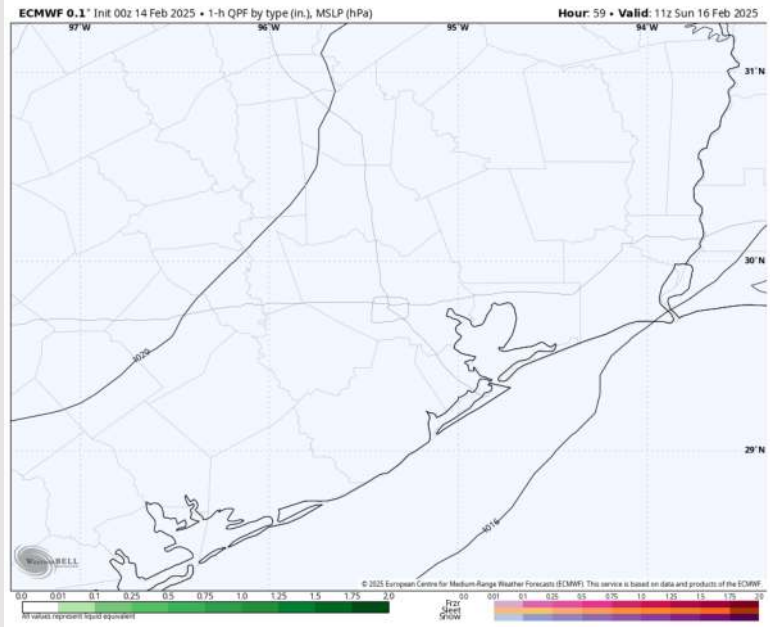 ECMWF 0.1° Init 00z 14 Feb 2025 • 1-h QPF by type (in.), MSLP (hPa) Hour: 59 • Valid: 11z Sun 16 Feb 2025
97°W 96°W 95°W 94°W
31°N
30°N
1020
29°N
1016
WeatherBELL
© 2025 European Centre for Medium-Range Weather Forecasts (ECMWF). This service is based on data and products of the ECMWF.
0.0 0.01 0.1 0.25 0.5 0.75 1.0 1.25 1.5 1.75 2.0 0.0 0.01 0.1 0.25 0.5 0.75 1.0 1.25 1.5 1.75 2.0
Frzr
Sleet
Snow
All values represent liquid equivalent